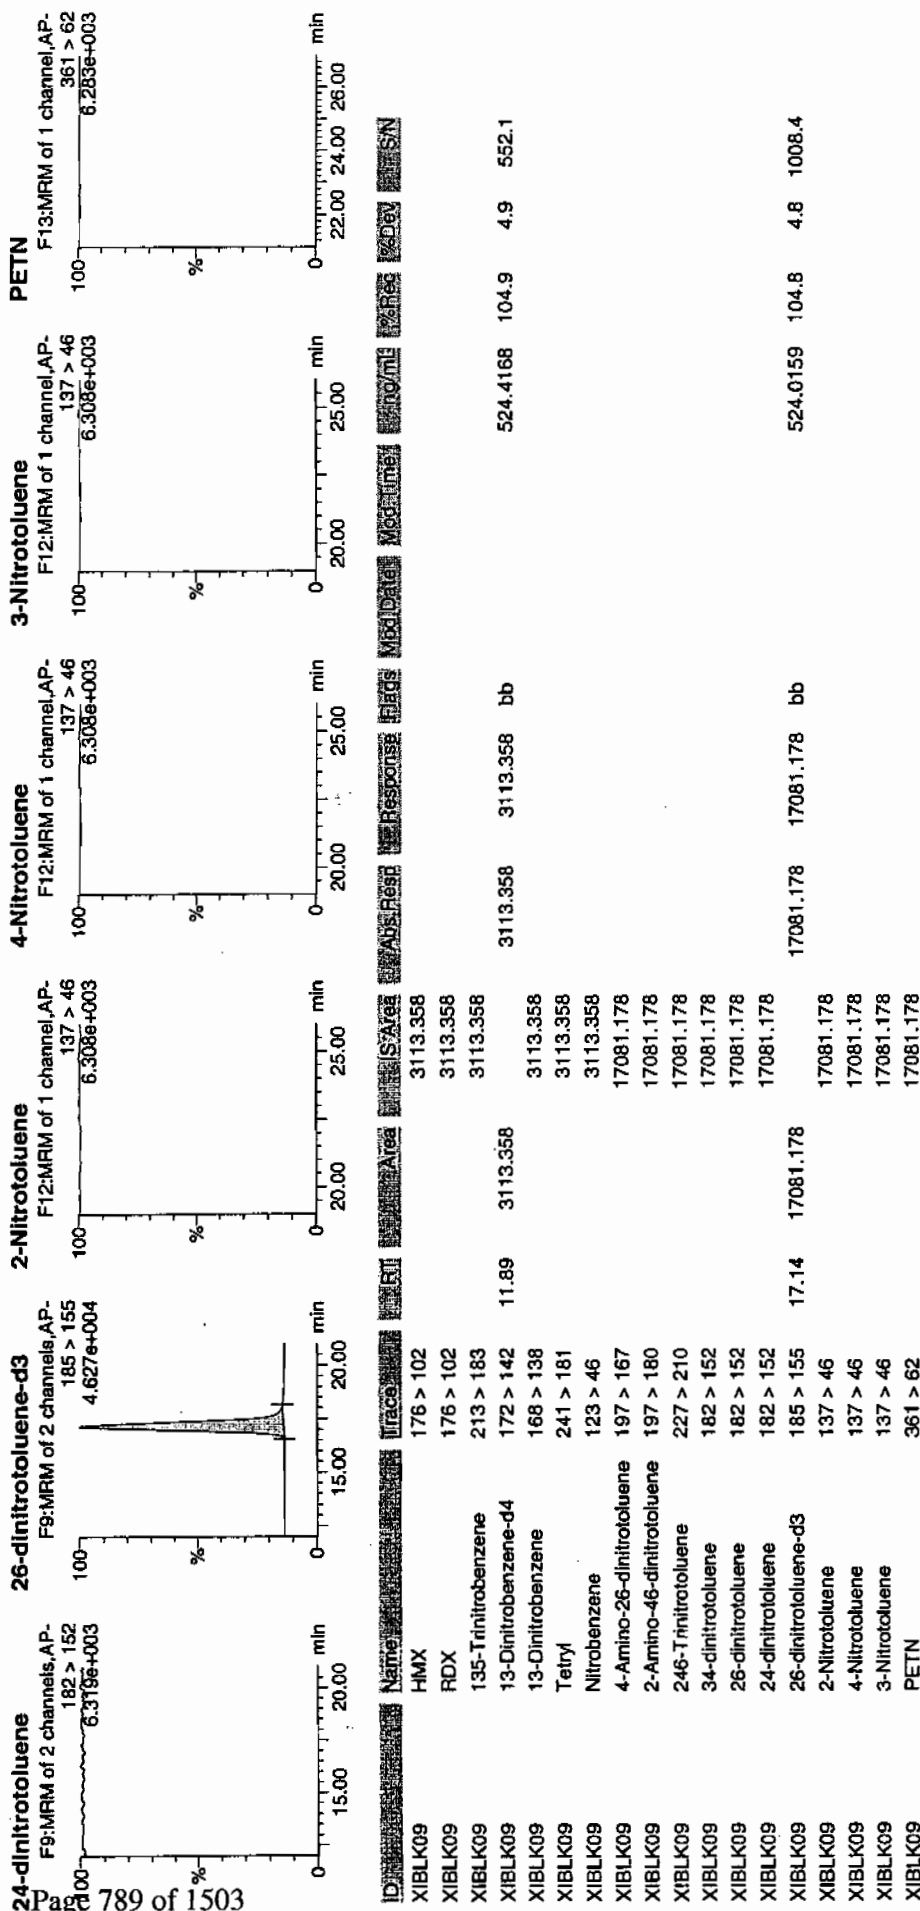 24-dinitrotoluene
F9:MRM of 2 channels,AP-
182 > 152
6.319e+003
100
%
0
15.00 20.00 min
26-dinitrotoluene-d3
F9:MRM of 2 channels,AP-
185 > 155
4.627e+004
100
%
0
15.00 20.00 min
2-Nitrotoluene
F12:MRM of 1 channel,AP-
137 > 46
6.308e+003
100
%
0
20.00 25.00 min
4-Nitrotoluene
F12:MRM of 1 channel,AP-
137 > 46
6.308e+003
100
%
0
20.00 25.00 min
3-Nitrotoluene
F12:MRM of 1 channel,AP-
137 > 46
6.308e+003
100
%
0
20.00 25.00 min
PETN
F13:MRM of 1 channel,AP-
361 > 62
6.283e+003
100
%
0
22.00 24.00 26.00 min
ID Name Trace RT Area IS Area Abs.Resp Response Flags Mod.Date Mod.Time ng/mL %Rec %Dev S/N
XIBLK09 HMX 176 > 102 3113.358
XIBLK09 RDX 176 > 102 3113.358
XIBLK09 135-Trinitrobenzene 213 > 183 3113.358
XIBLK09 13-Dinitrobenzene-d4 172 > 142 11.89 3113.358 3113.358 3113.358 bb 524.4168 104.9 4.9 552.1
XIBLK09 13-Dinitrobenzene 168 > 138 3113.358
XIBLK09 Tetryl 241 > 181 3113.358
XIBLK09 Nitrobenzene 123 > 46 3113.358
XIBLK09 4-Amino-26-dinitrotoluene 197 > 167 17081.178
XIBLK09 2-Amino-46-dinitrotoluene 197 > 180 17081.178
XIBLK09 246-Trinitrotoluene 227 > 210 17081.178
XIBLK09 34-dinitrotoluene 182 > 152 17081.178
XIBLK09 26-dinitrotoluene 182 > 152 17081.178
XIBLK09 24-dinitrotoluene 182 > 152 17081.178
XIBLK09 26-dinitrotoluene-d3 185 > 155 17.14 17081.178 17081.178 17081.178 bb 524.0159 104.8 4.8 1008.4
XIBLK09 2-Nitrotoluene 137 > 46 17081.178
XIBLK09 4-Nitrotoluene 137 > 46 17081.178
XIBLK09 3-Nitrotoluene 137 > 46 17081.178
XIBLK09 PETN 361 > 62 17081.178
Page 789 of 1503